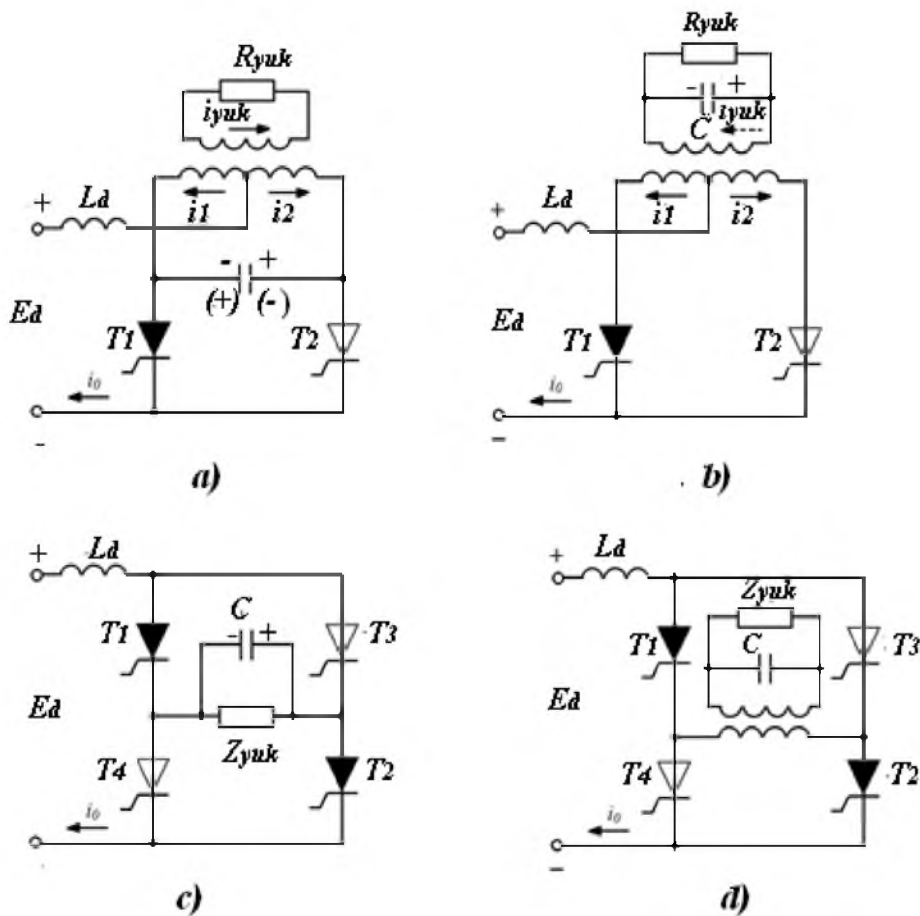 Ryuk
iyuk
+
Ld
i1 i2
- +
(+) (-)
Ed
T1 T2
i0
-
a)
Ryuk
- +
iyuk
C
+
Ld
i1 i2
Ed
T1 T2
i0
-
b)
+
Ld
C
T1 - + T3
Ed
Zyuk
T4 T2
i0
c)
+
Ld
Zyuk
T1 C T3
Ed
T4 T2
i0
-
d)